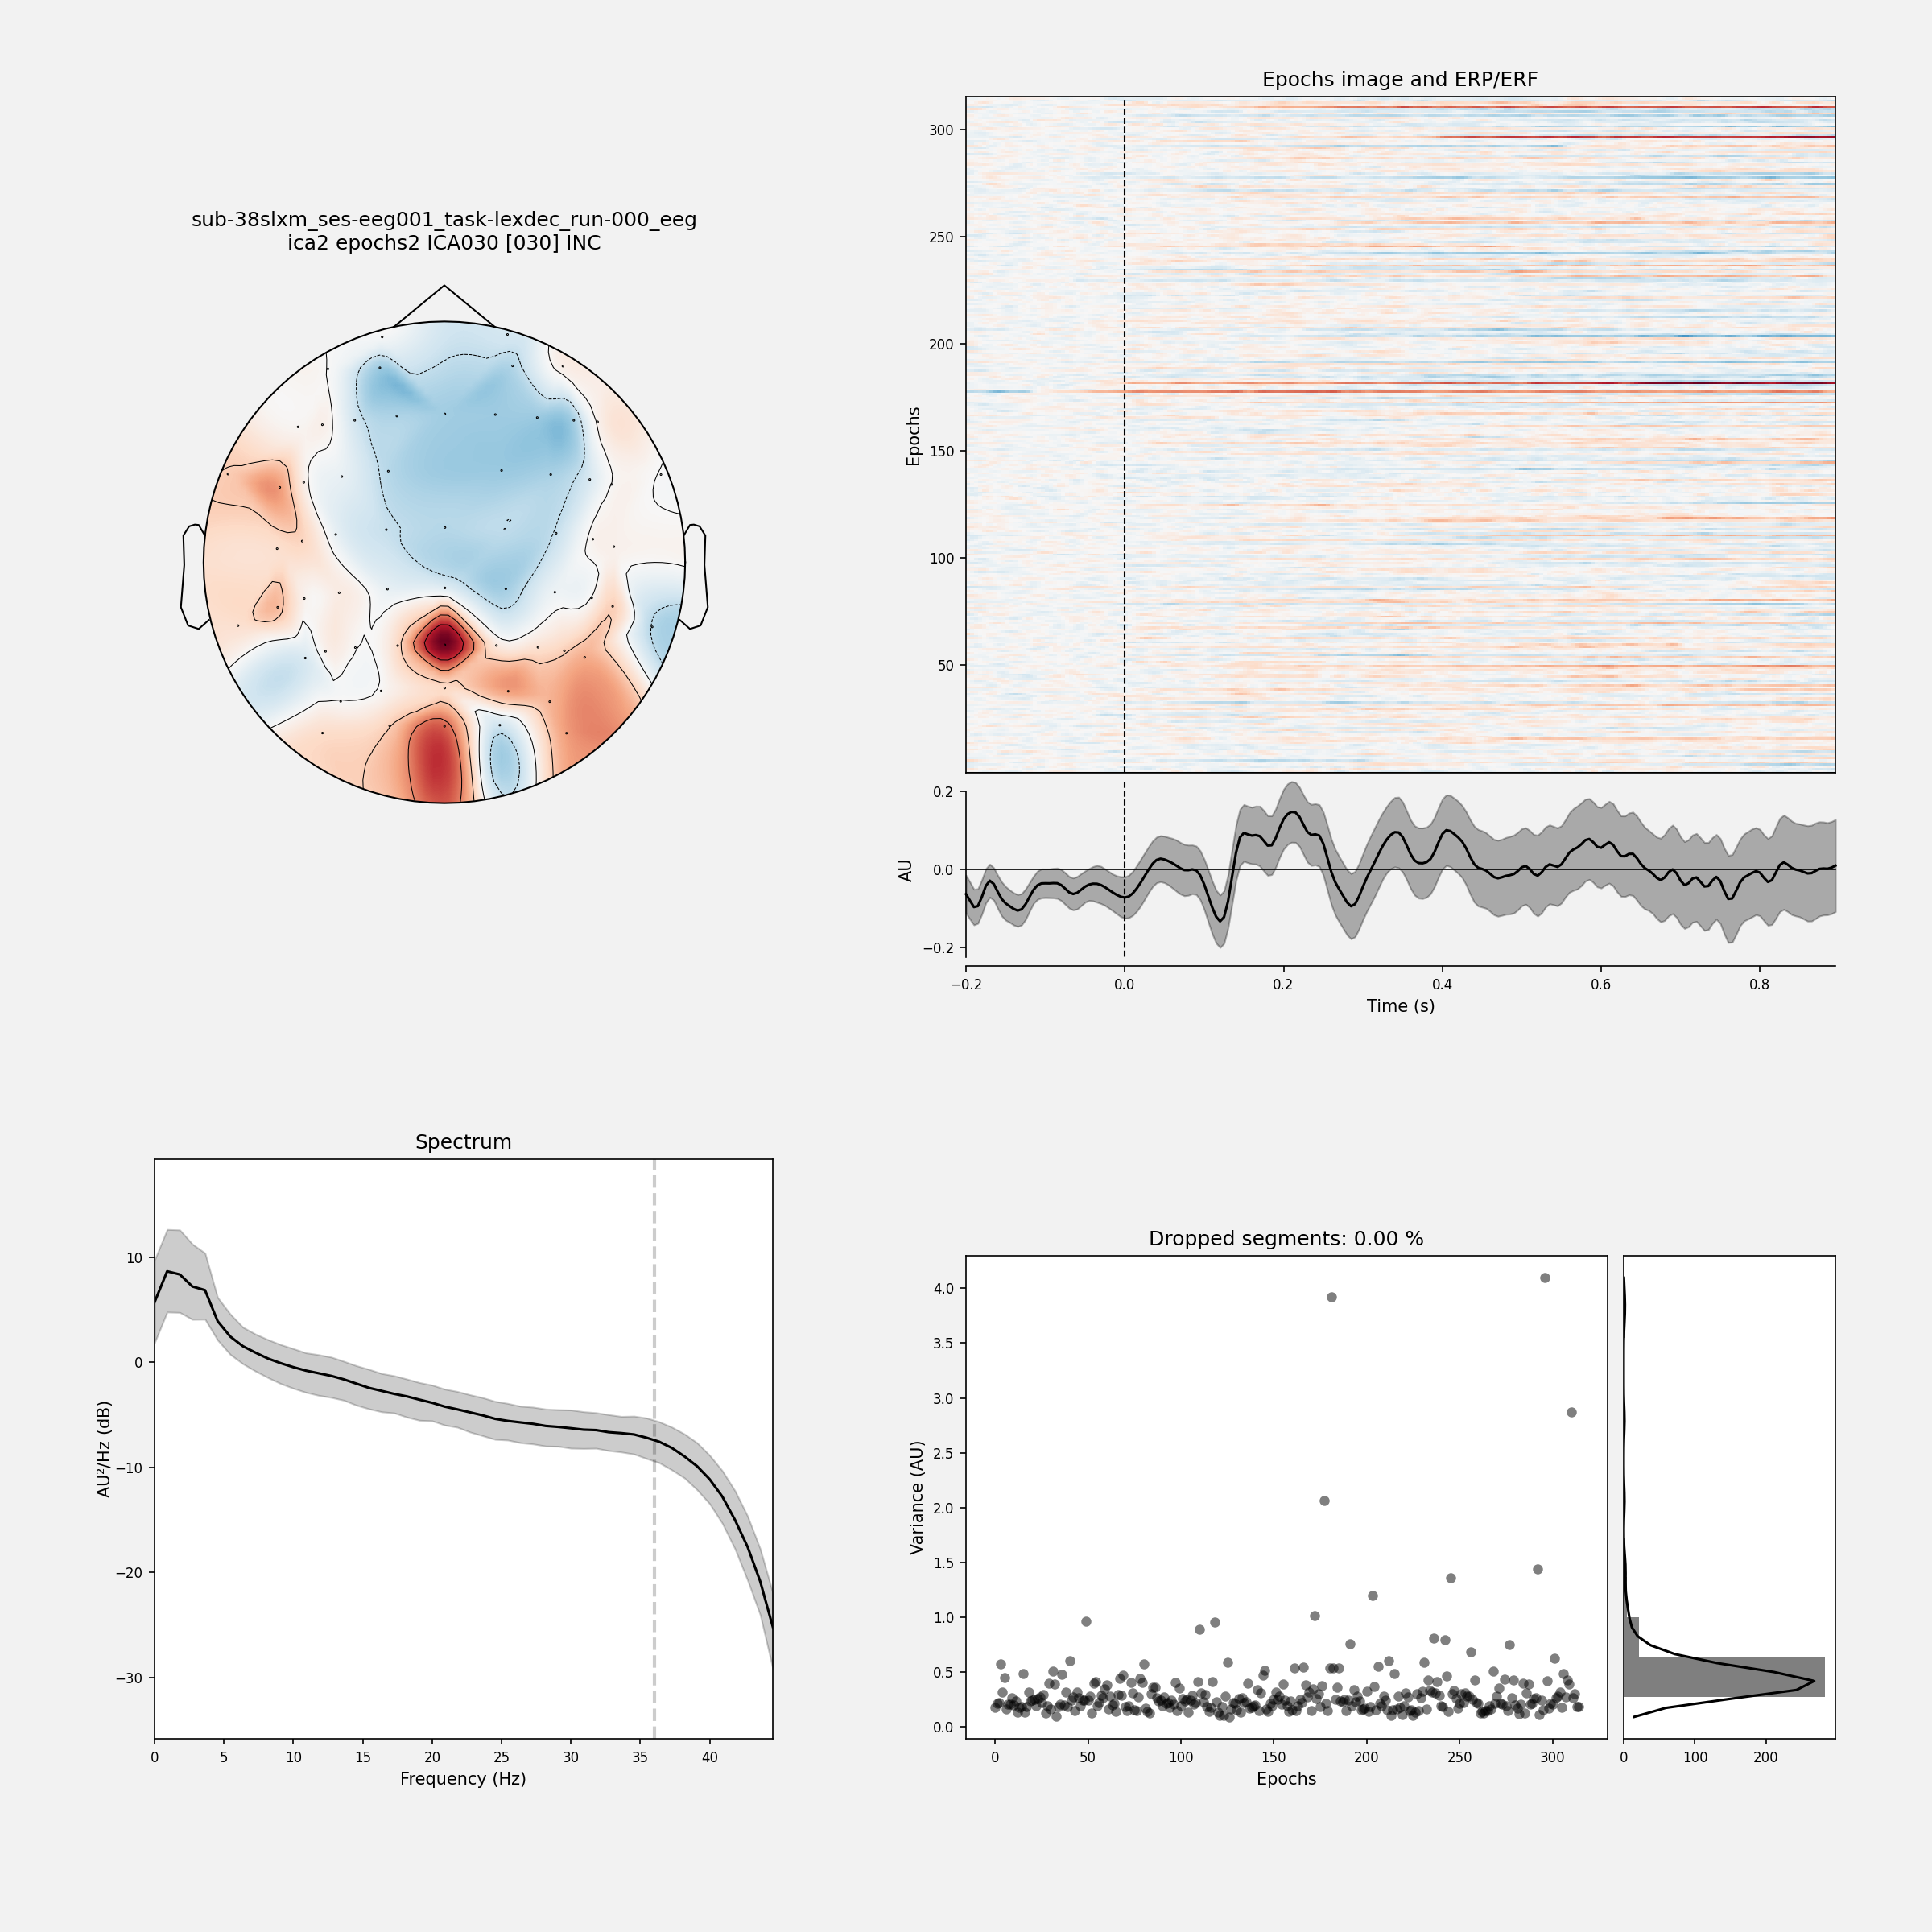 sub-38slxm_ses-eeg001_task-lexdec_run-000_eeg
ica2 epochs2 ICA030 [030] INC
Epochs image and ERP/ERF
300
250
200
150
100
50
Epochs
0.2
0.0
−0.2
AU
−0.2 0.0 0.2 0.4 0.6 0.8
Time (s)
Spectrum
10
0
−10
−20
−30
AU²/Hz (dB)
0 5 10 15 20 25 30 35 40
Frequency (Hz)
Dropped segments: 0.00 %
4.0
3.5
3.0
2.5
2.0
1.5
1.0
0.5
0.0
Variance (AU)
0 50 100 150 200 250 300
Epochs
0 100 200